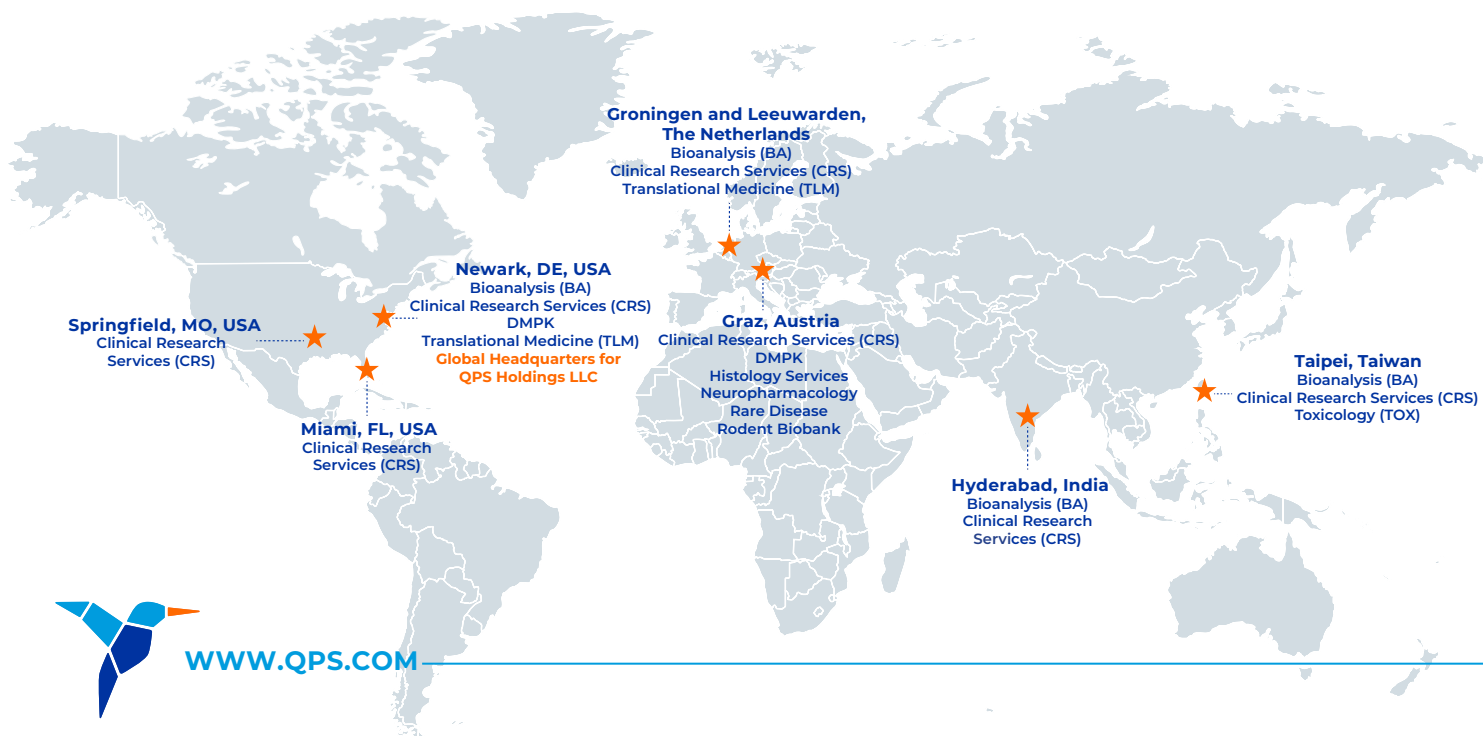 Groningen and Leeuwarden,
The Netherlands
Bioanalysis (BA)
Clinical Research Services (CRS)
Translational Medicine (TLM)
Newark, DE, USA
Bioanalysis (BA)
Clinical Research Services (CRS)
DMPK
Translational Medicine (TLM)
Global Headquarters for
QPS Holdings LLC
Springfield, MO, USA
Clinical Research
Services (CRS)
Miami, FL, USA
Clinical Research
Services (CRS)
Graz, Austria
Clinical Research Services (CRS)
DMPK
Histology Services
Neuropharmacology
Rare Disease
Rodent Biobank
Taipei, Taiwan
Bioanalysis (BA)
Clinical Research Services (CRS)
Toxicology (TOX)
Hyderabad, India
Bioanalysis (BA)
Clinical Research
Services (CRS)
WWW.QPS.COM